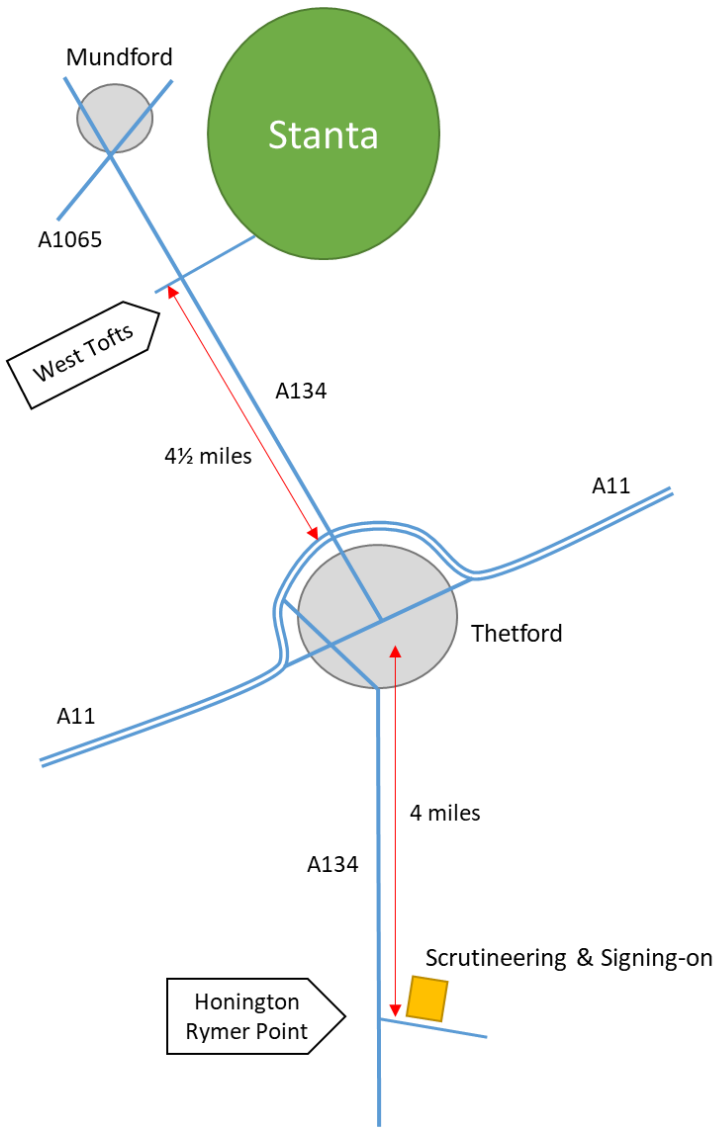 Mundford
Stanta
A1065
West Tofts
A134
4½ miles
A11
Thetford
A11
4 miles
A134
Scrutineering & Signing-on
Honington
Rymer Point